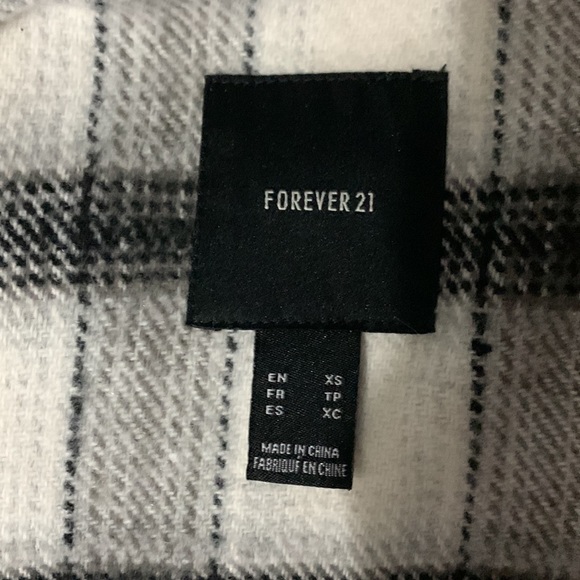 FOREVER 21
EN XS
FR TP
ES XC
MADE IN CHINA
FABRIQUÉ EN CHINE